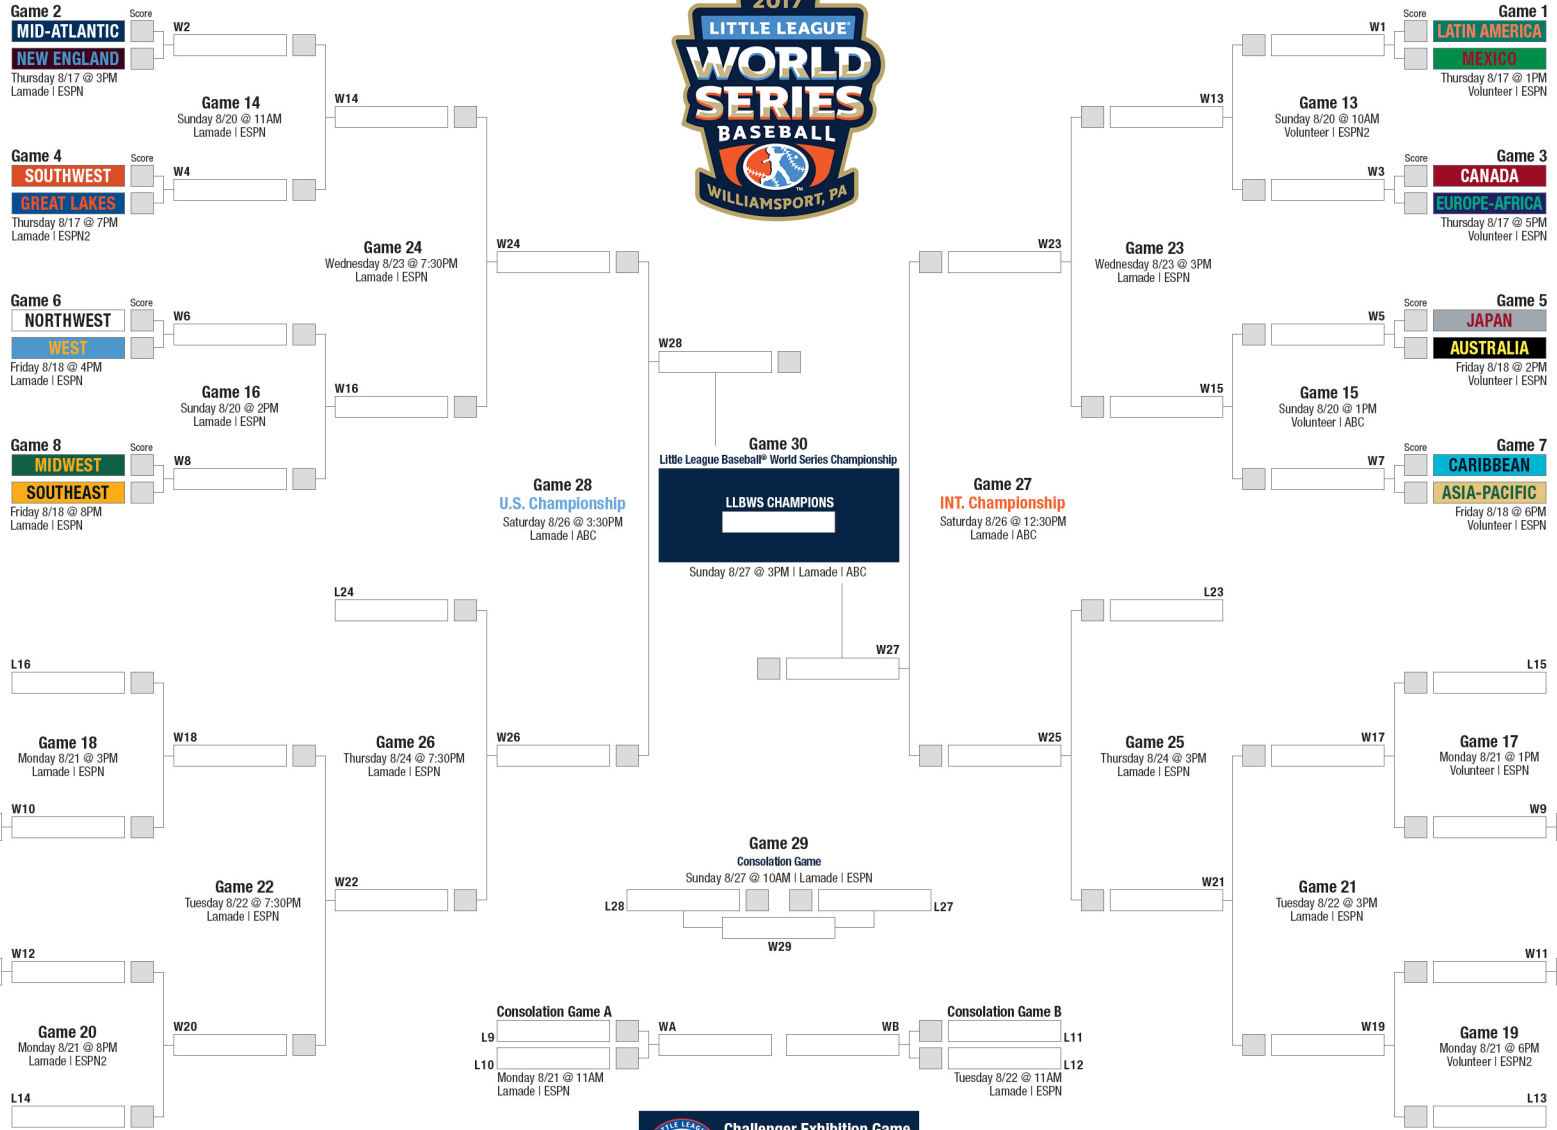 Game 2
Score
MID-ATLANTIC
NEW ENGLAND
Thursday 8/17 @ 3PM
Lamade | ESPN
W2
Game 14
Sunday 8/20 @ 11AM
Lamade | ESPN
W14
Game 4
Score
SOUTHWEST
GREAT LAKES
Thursday 8/17 @ 7PM
Lamade | ESPN2
W4
Game 24
Wednesday 8/23 @ 7:30PM
Lamade | ESPN
W24
Game 6
Score
NORTHWEST
WEST
Friday 8/18 @ 4PM
Lamade | ESPN
W6
Game 16
Sunday 8/20 @ 2PM
Lamade | ESPN
W16
Game 8
Score
MIDWEST
SOUTHEAST
Friday 8/18 @ 8PM
Lamade | ESPN
W8
Game 28
U.S. Championship
Saturday 8/26 @ 3:30PM
Lamade | ABC
W28
2017
LITTLE LEAGUE®
WORLD
SERIES
BASEBALL
™
WILLIAMSPORT, PA
Game 30
Little League Baseball® World Series Championship
LLBWS CHAMPIONS
Sunday 8/27 @ 3PM | Lamade | ABC
W27
Game 1
Score
LATIN AMERICA
MEXICO
Thursday 8/17 @ 1PM
Volunteer | ESPN
W1
Game 13
Sunday 8/20 @ 10AM
Volunteer | ESPN2
W13
Game 3
Score
CANADA
EUROPE-AFRICA
Thursday 8/17 @ 5PM
Volunteer | ESPN
W3
Game 23
Wednesday 8/23 @ 3PM
Lamade | ESPN
W23
Game 5
Score
JAPAN
AUSTRALIA
Friday 8/18 @ 2PM
Volunteer | ESPN
W5
Game 15
Sunday 8/20 @ 1PM
Volunteer | ABC
W15
Game 7
Score
CARIBBEAN
ASIA-PACIFIC
Friday 8/18 @ 6PM
Volunteer | ESPN
W7
Game 27
INT. Championship
Saturday 8/26 @ 12:30PM
Lamade | ABC
L24
L16
Game 18
Monday 8/21 @ 3PM
Lamade | ESPN
W18
W10
Game 26
Thursday 8/24 @ 7:30PM
Lamade | ESPN
W26
Game 22
Tuesday 8/22 @ 7:30PM
Lamade | ESPN
W22
W12
Game 20
Monday 8/21 @ 8PM
Lamade | ESPN2
W20
L14
L23
L15
Game 17
Monday 8/21 @ 1PM
Volunteer | ESPN
W17
W9
Game 25
Thursday 8/24 @ 3PM
Lamade | ESPN
W25
Game 21
Tuesday 8/22 @ 3PM
Lamade | ESPN
W21
W11
Game 19
Monday 8/21 @ 6PM
Volunteer | ESPN2
W19
L13
Game 29
Consolation Game
Sunday 8/27 @ 10AM | Lamade | ESPN
L28
L27
W29
Consolation Game A
L9
L10
WA
Monday 8/21 @ 11AM
Lamade | ESPN
Consolation Game B
WB
L11
L12
Tuesday 8/22 @ 11AM
Lamade | ESPN
Challenger Exhibition Game